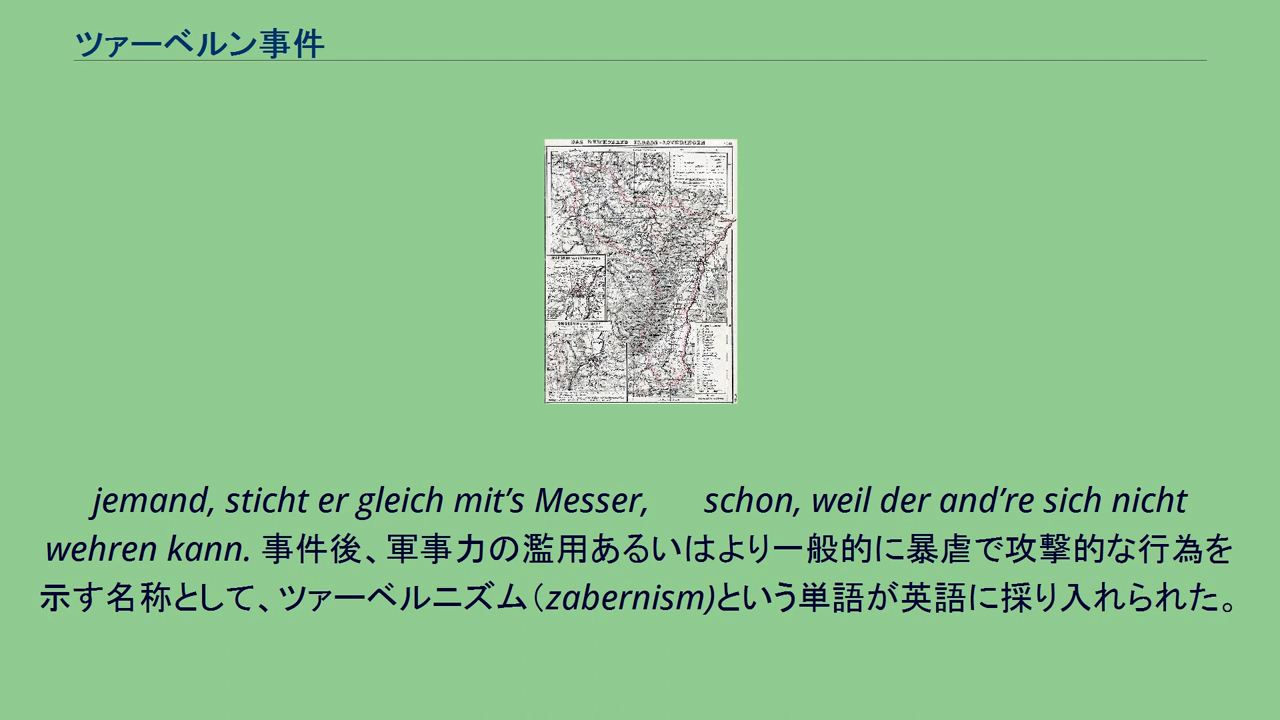 ツァーベルン事件
DAS REICHSLAND ELSASS-LOTHRINGEN
jemand, sticht er gleich mit’s Messer, schon, weil der and’re sich nicht
wehren kann. 事件後、軍事力の濫用あるいはより一般的に暴虐で攻撃的な行為を
示す名称として、ツァーベルニズム（zabernism)という単語が英語に採り入れられた。